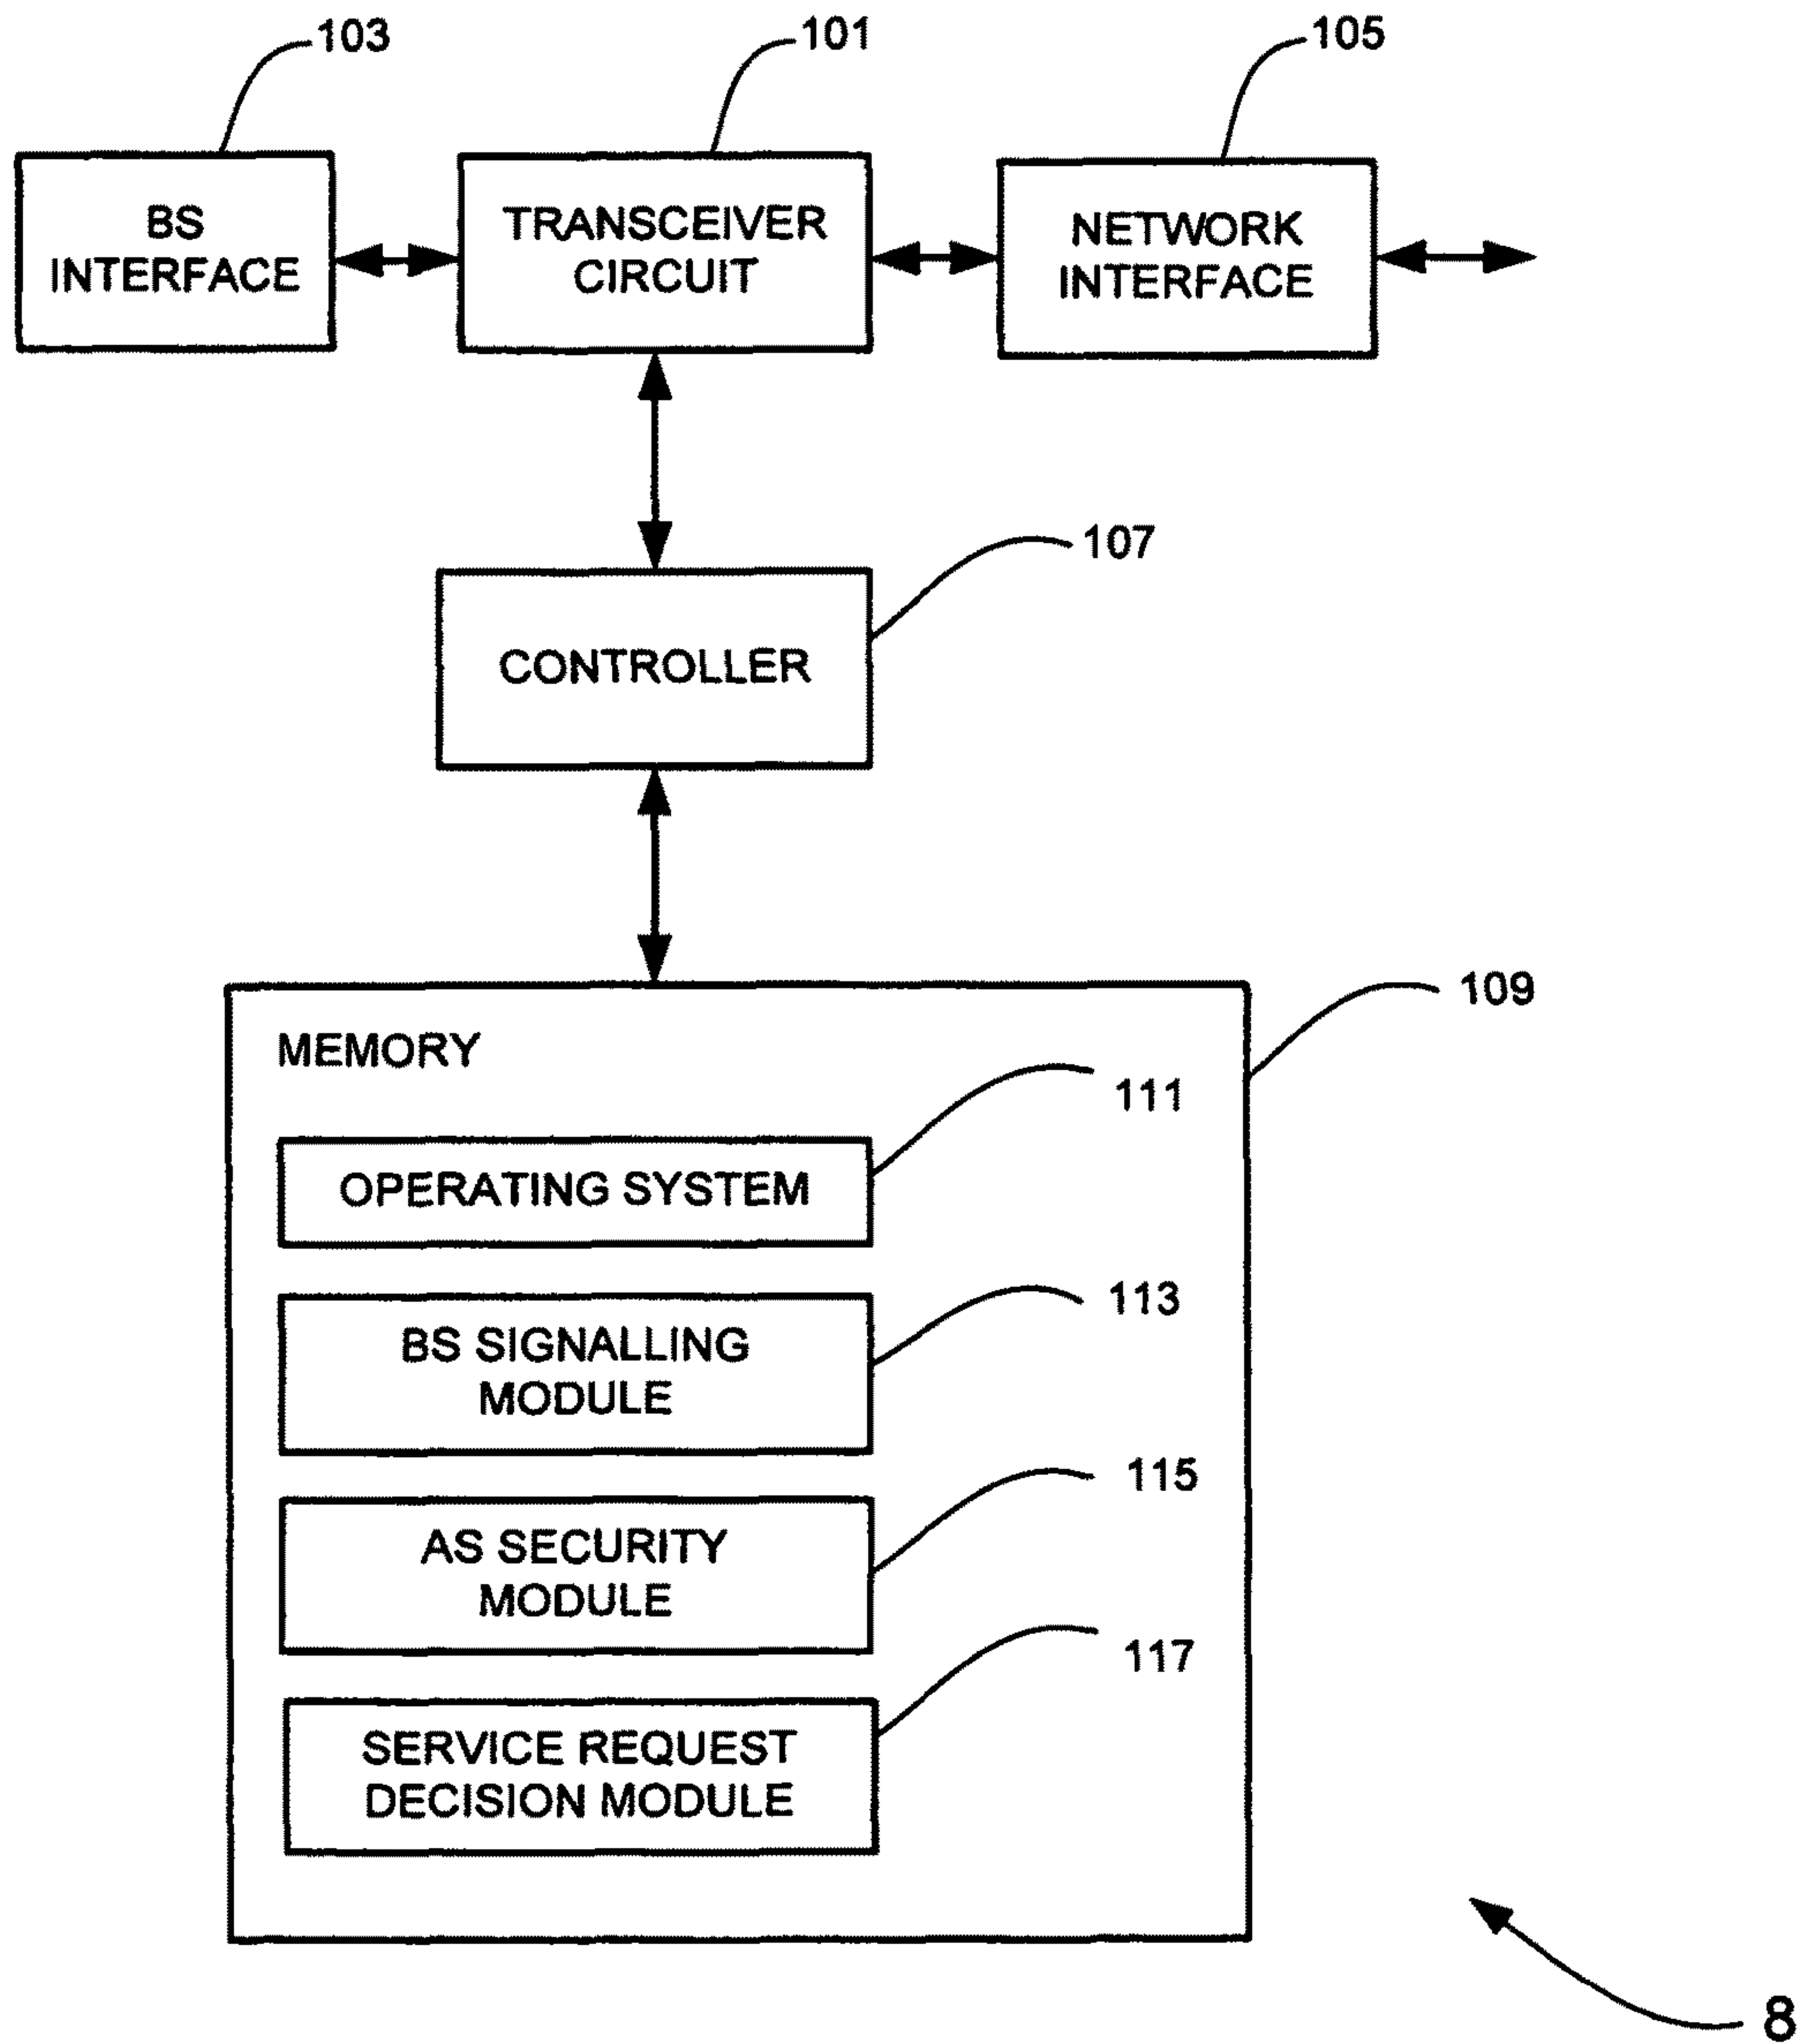 103
101
105
BS
INTERFACE
TRANSCEIVER
CIRCUIT
NETWORK
INTERFACE
107
CONTROLLER
109
MEMORY
111
OPERATING SYSTEM
113
BS SIGNALLING
MODULE
115
AS SECURITY
MODULE
117
SERVICE REQUEST
DECISION MODULE
8